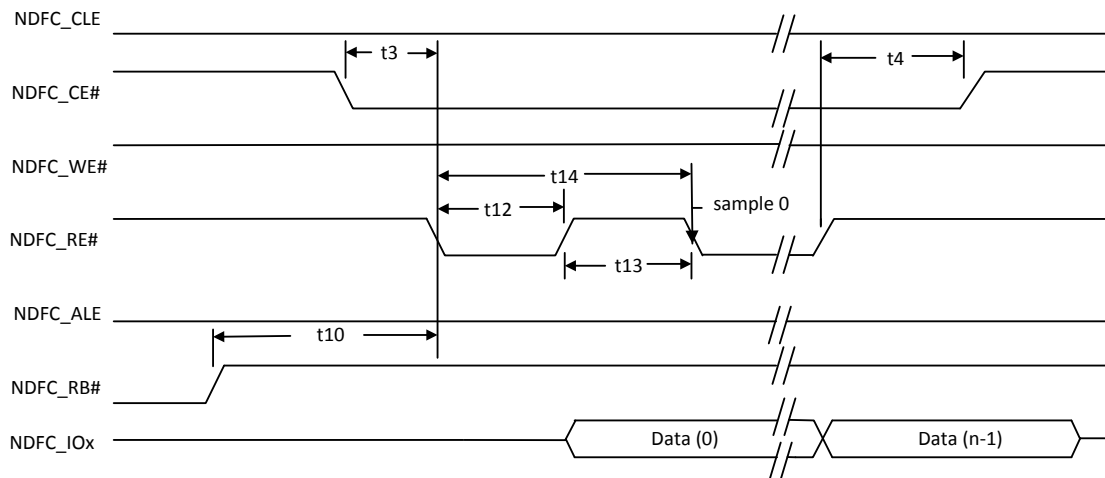 NDFC_CLE
t3
t4
NDFC_CE#
NDFC_WE#
t14
sample 0
t12
NDFC_RE#
t13
NDFC_ALE
t10
NDFC_RB#
NDFC_IOx
Data (0)
Data (n-1)